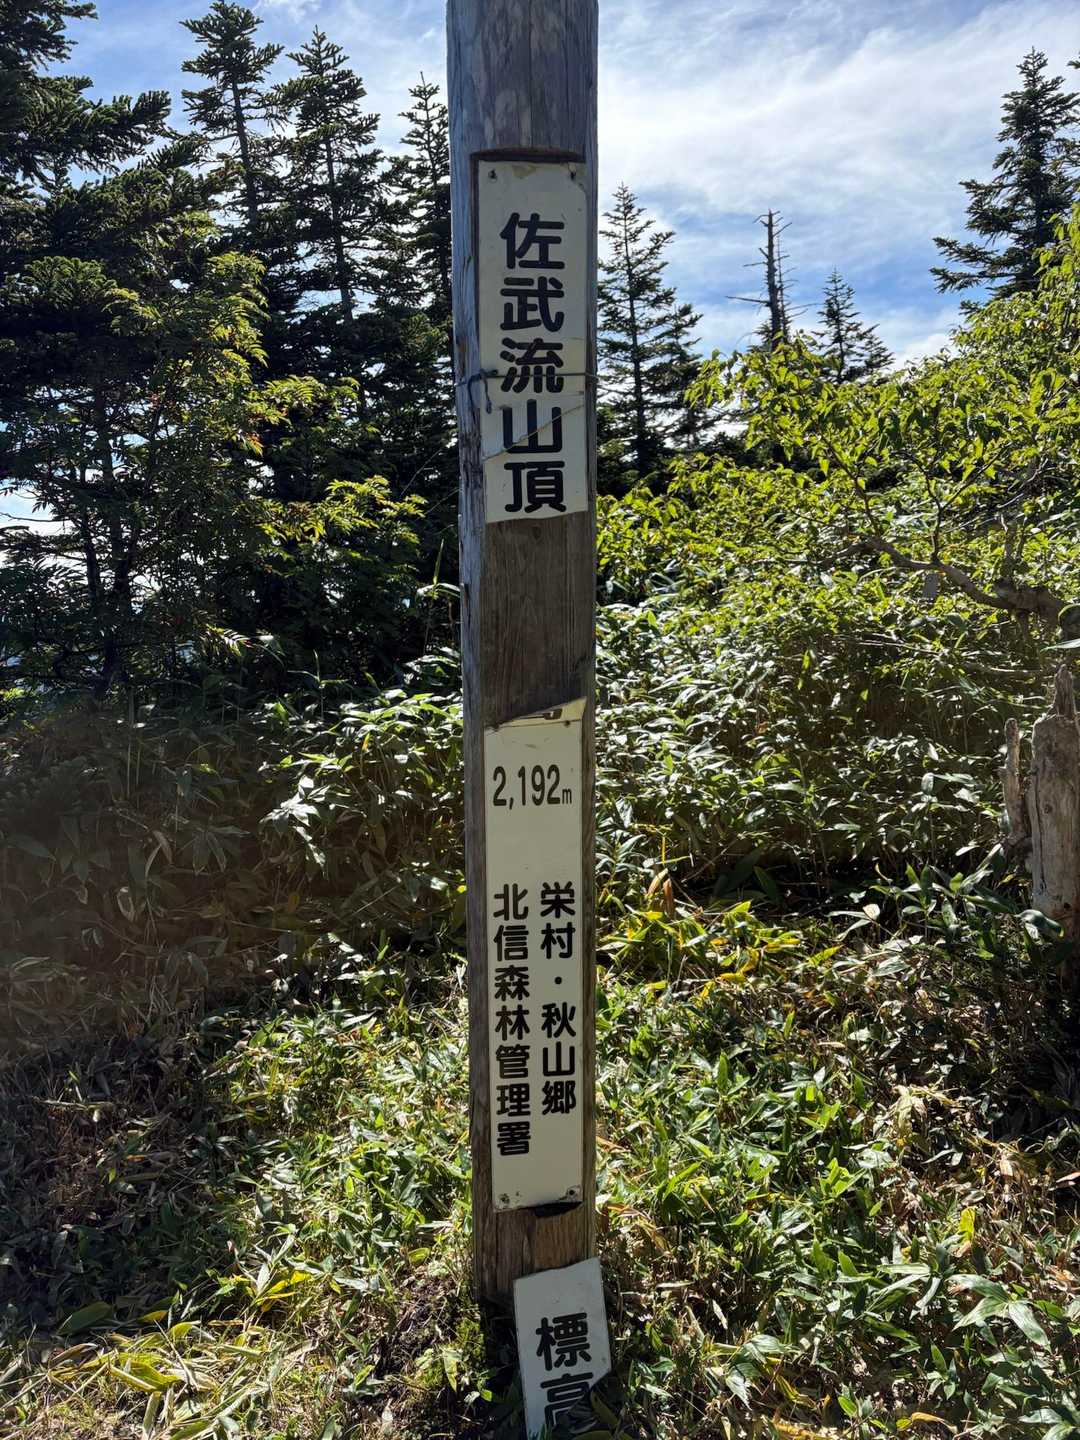 佐武流山頂
2,192m
栄村・秋山郷
北信森林管理署
標高